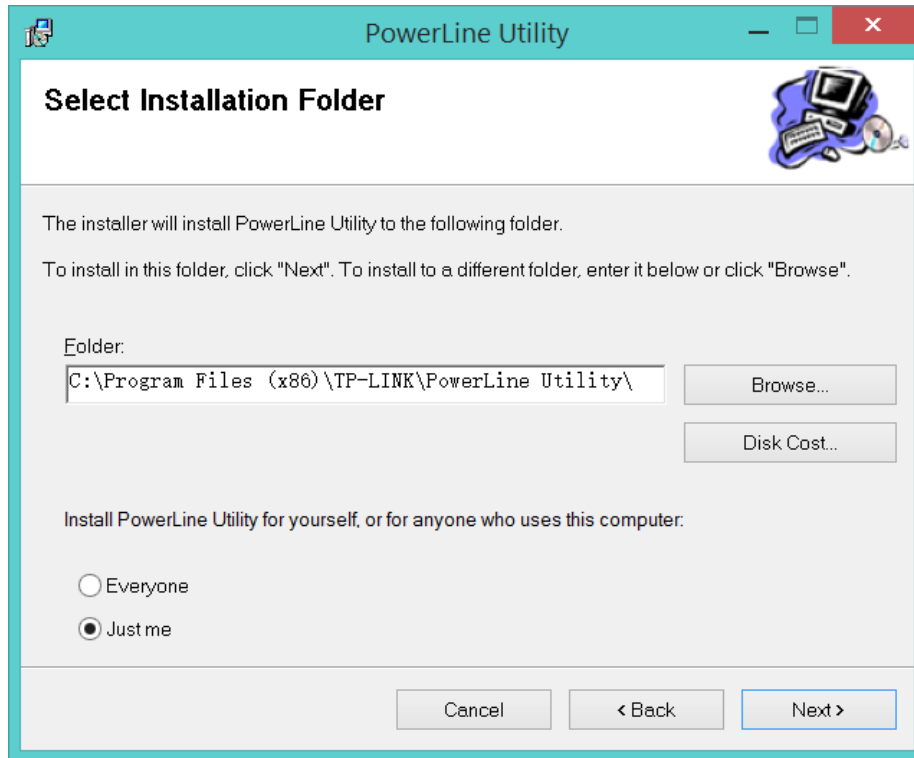 PowerLine Utility
Select Installation Folder
The installer will install PowerLine Utility to the following folder.
To install in this folder, click "Next". To install to a different folder, enter it below or click "Browse".
Folder:
C:\Program Files (x86)\TP-LINK\PowerLine Utility\
Browse...
Disk Cost...
Install PowerLine Utility for yourself, or for anyone who uses this computer:
Everyone
Just me
Cancel
< Back
Next >